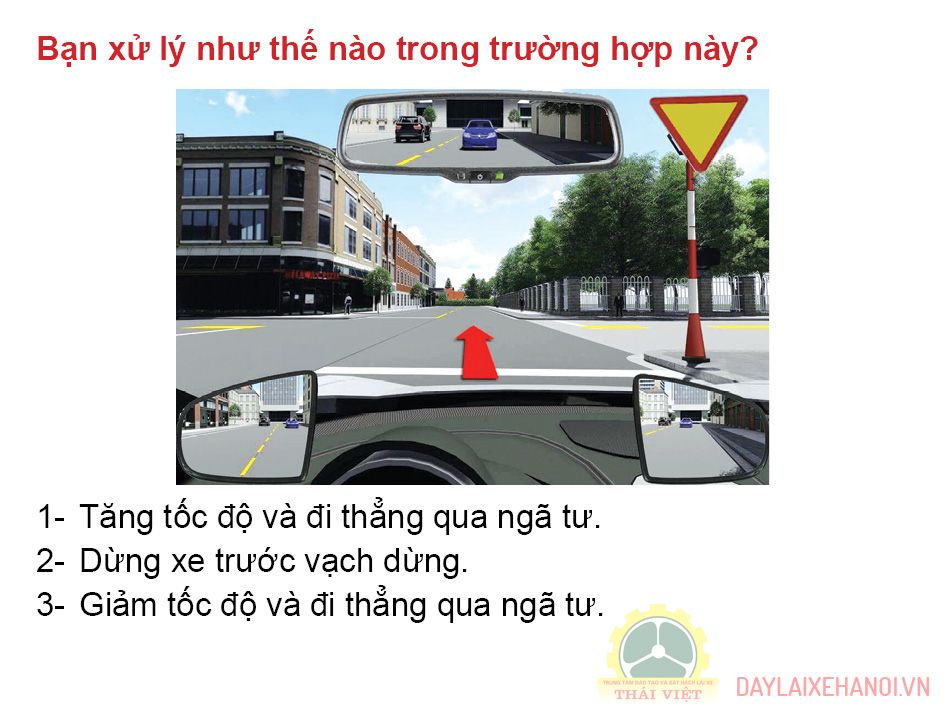 Bạn xử lý như thế nào trong trường hợp này?
1- Tăng tốc độ và đi thẳng qua ngã tư.
2- Dừng xe trước vạch dừng.
3- Giảm tốc độ và đi thẳng qua ngã tư.
TRUNG TÂM ĐÀO TẠO VÀ SÁT HẠCH LÁI XE
THÁI VIỆT
DAYLAIXEHANOI.VN